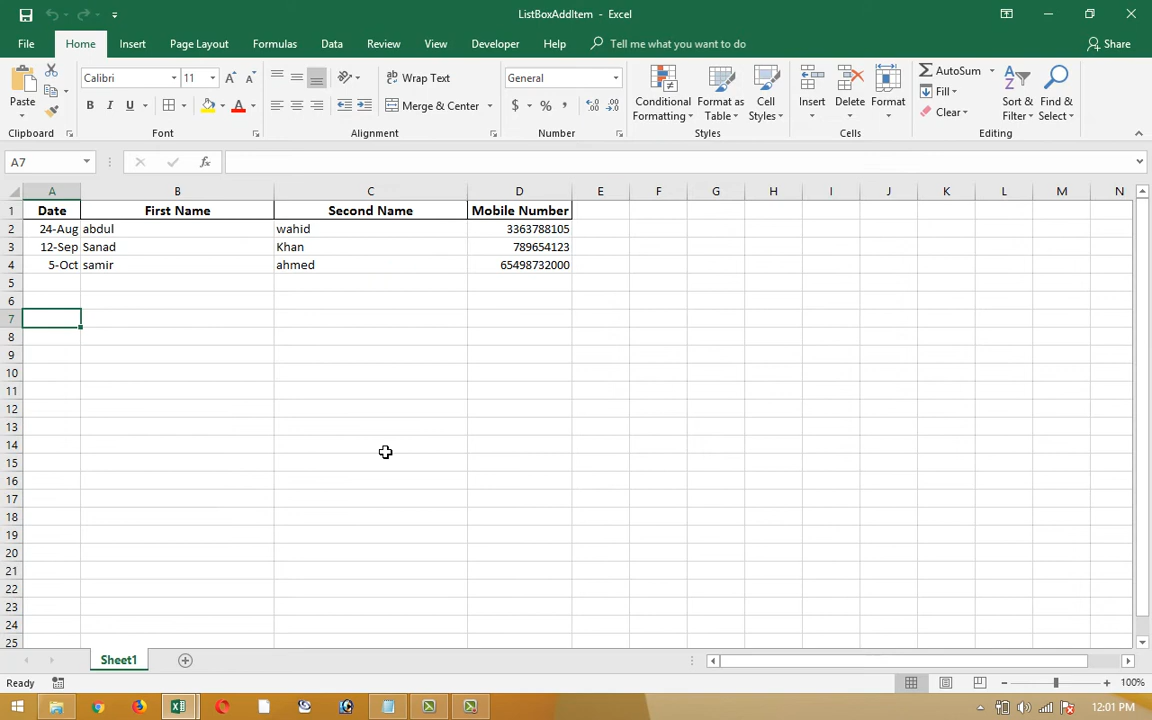 ListBoxAddItem - Excel
File Home Insert Page Layout Formulas Data Review View Developer Help Tell me what you want to do Share
Paste
Calibri 11
B I U
Wrap Text
Merge & Center
General
$ % ,
Conditional Formatting
Format as Table
Cell Styles
Insert Delete Format
AutoSum
Fill
Clear
Sort & Filter
Find & Select
Clipboard Font Alignment Number Styles Cells Editing
A7 fx
A B C D E F G H I J K L M N
1 Date First Name Second Name Mobile Number
2 24-Aug abdul wahid 3363788105
3 12-Sep Sanad Khan 789654123
4 5-Oct samir ahmed 65498732000
5
6
7
8
9
10
11
12
13
14
15
16
17
18
19
20
21
22
23
24
25
Sheet1
Ready 100%
12:01 PM